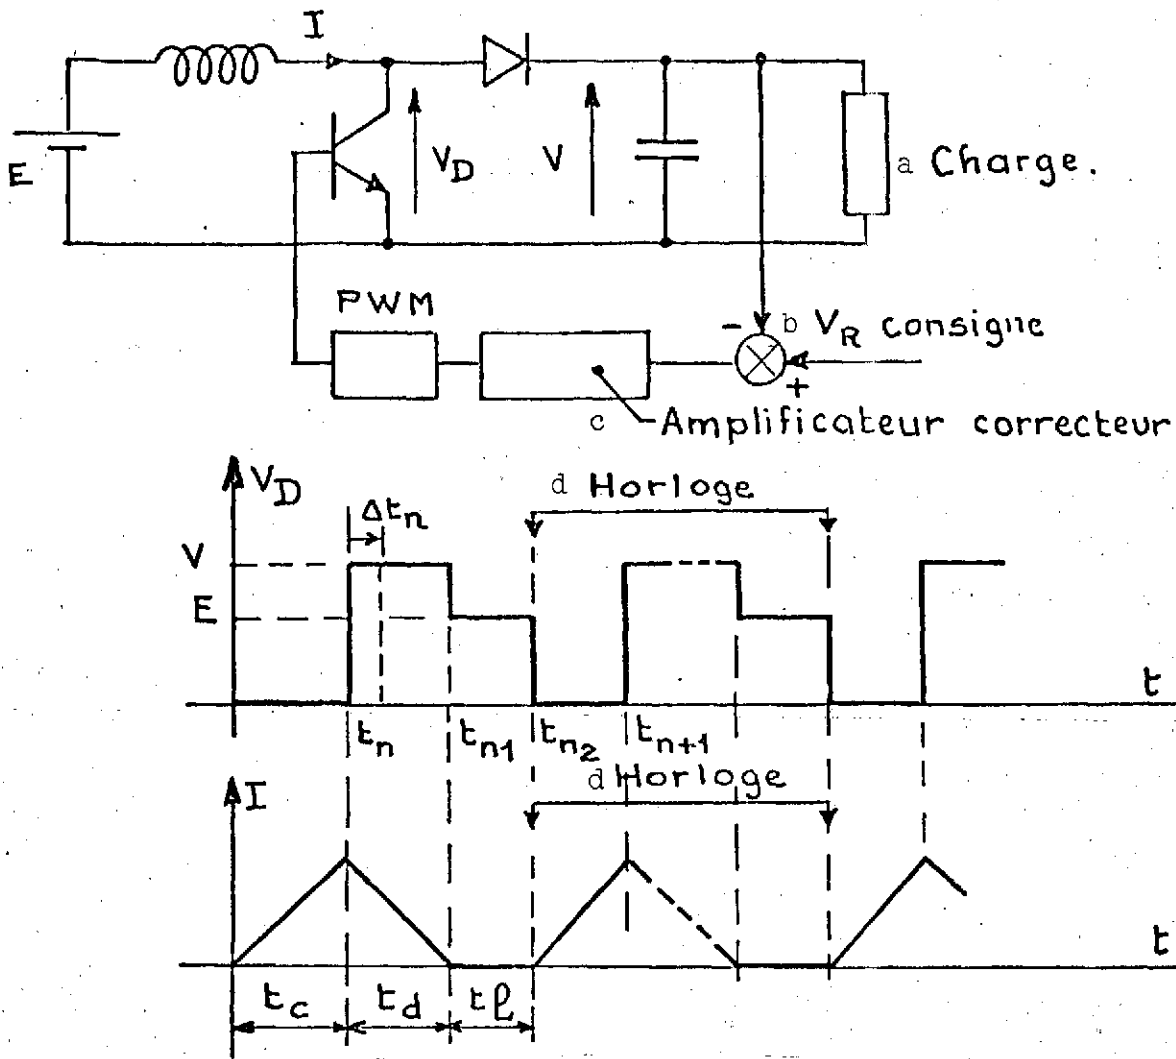 I
E
V_D
V
a Charge.
PWM
-
b V_R consigne
+
c Amplificateur correcteur
V_D
d Horloge
Δt_n
V
E
t
t_n
t_n1
t_n2
t_n+1
d Horloge
I
t
t_c
t_d
t_l